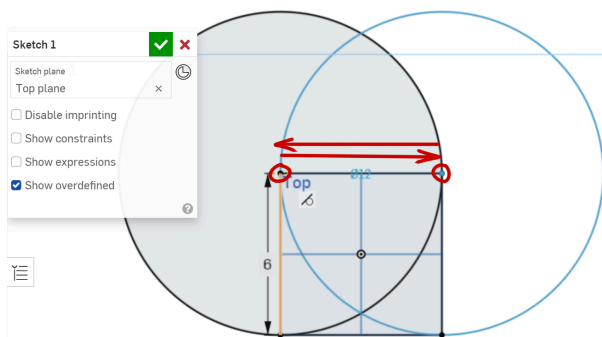 Sketch 1
Sketch plane
Top plane
Disable imprinting
Show constraints
Show expressions
Show overdefined
Top
Ø12
6